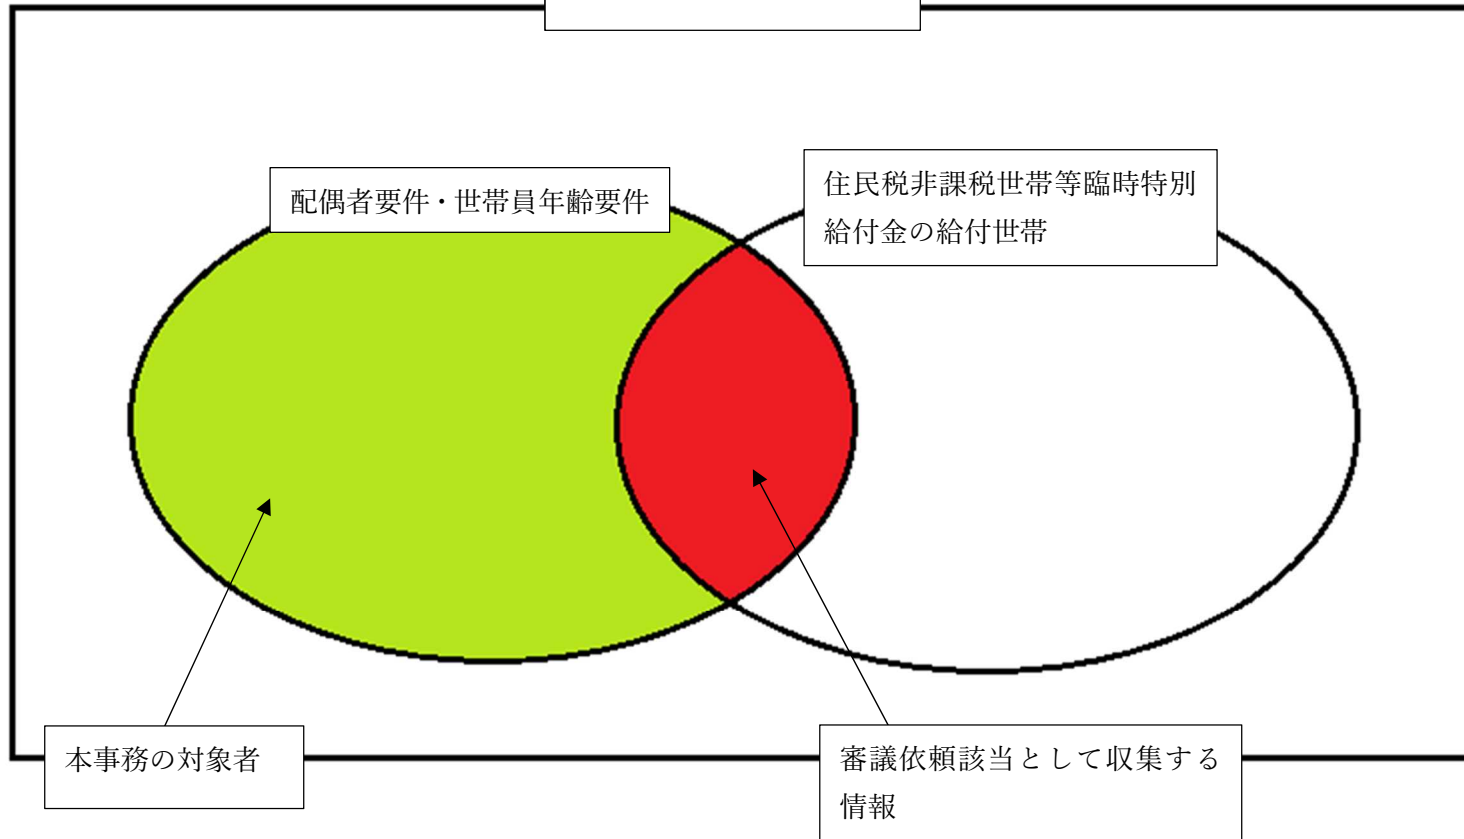 配偶者要件・世帯員年齢要件
住民税非課税世帯等臨時特別
給付金の給付世帯
本事務の対象者
審議依頼該当として収集する
情報